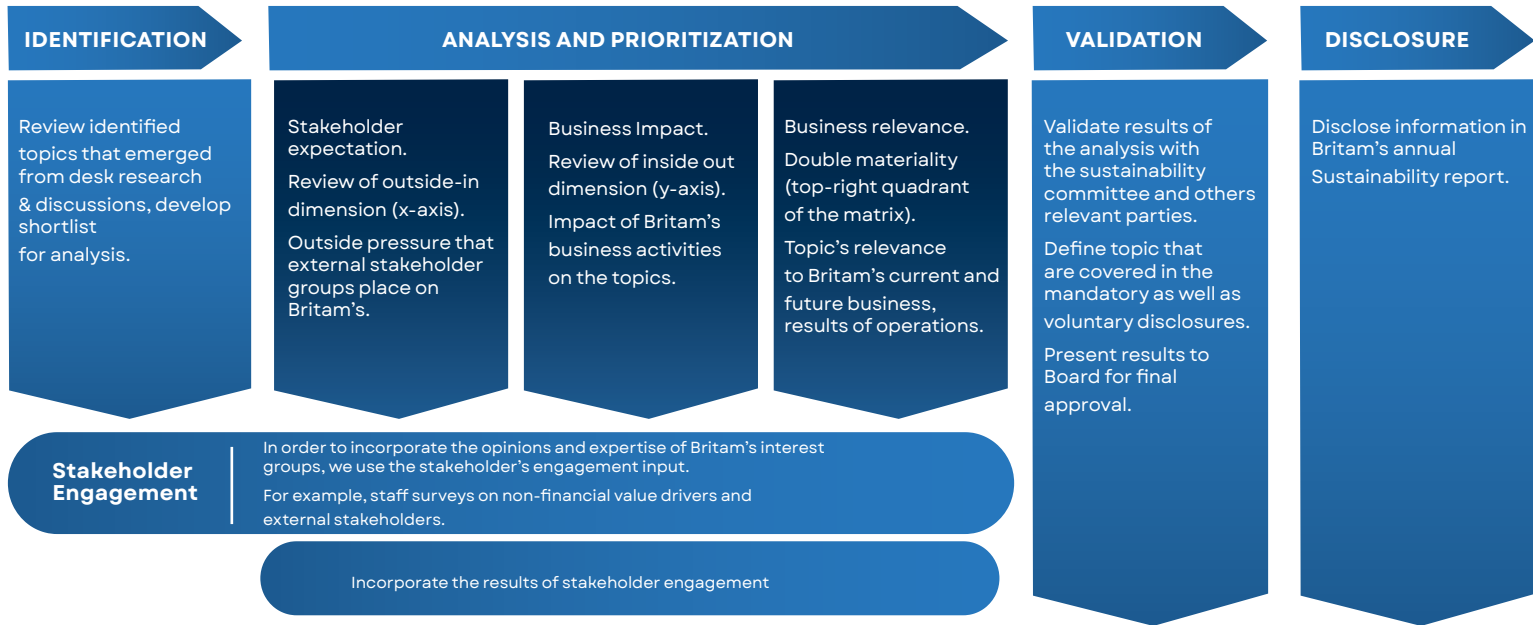 IDENTIFICATION
ANALYSIS AND PRIORITIZATION
VALIDATION
DISCLOSURE
Review identified
topics that emerged
from desk research
& discussions, develop
shortlist
for analysis.
Stakeholder
expectation.
Review of outside-in
dimension (x-axis).
Outside pressure that
external stakeholder
groups place on
Britam's.
Business Impact.
Review of inside out
dimension (y-axis).
Impact of Britam's
business activities
on the topics.
Business relevance.
Double materiality
(top-right quadrant
of the matrix).
Topic's relevance
to Britam's current and
future business,
results of operations.
Validate results of
the analysis with
the sustainability
committee and others
relevant parties.
Define topic that
are covered in the
mandatory as well as
voluntary disclosures.
Present results to
Board for final
approval.
Disclose information in
Britam's annual
Sustainability report.
Stakeholder
Engagement
In order to incorporate the opinions and expertise of Britam's interest
groups, we use the stakeholder's engagement input.
For example, staff surveys on non-financial value drivers and
external stakeholders.
Incorporate the results of stakeholder engagement